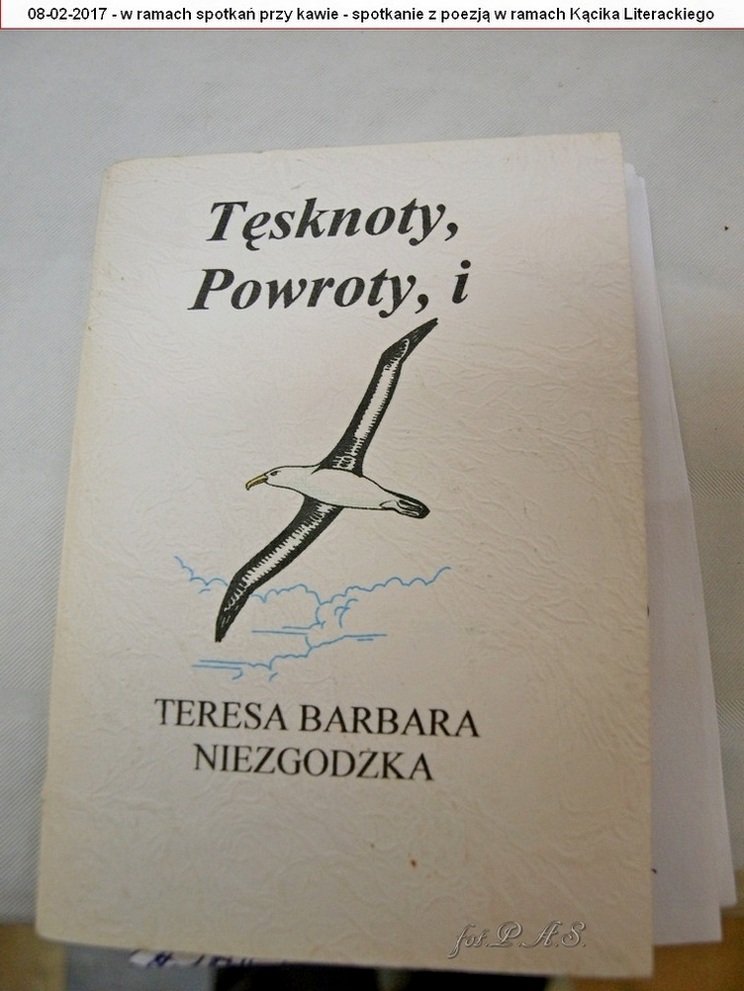 08-02-2017 - w ramach spotkań przy kawie - spotkanie z poezją w ramach Kącika Literackiego
Tęsknoty,
Powroty, i
TERESA BARBARA
NIEZGODZKA
fot.P.A.S.